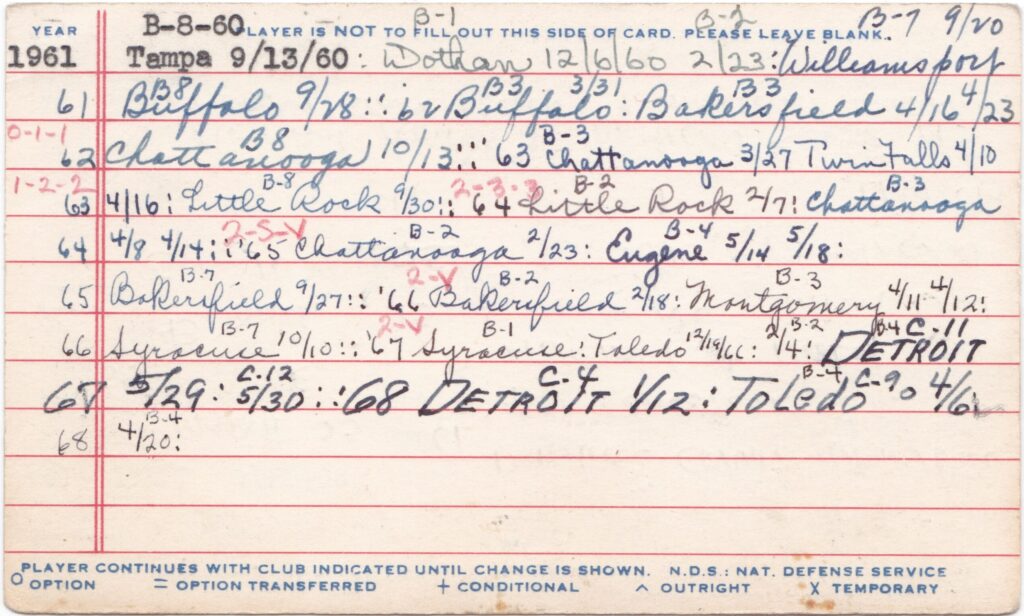 B-8-60 B-1 B-2 B-7 9/20
YEAR PLAYER IS NOT TO FILL OUT THIS SIDE OF CARD. PLEASE LEAVE BLANK.
1961 Tampa 9/13/60: Dothan 12/6/60 2/23: Williamsport
B8 B3 3/31 B3 4
61 Buffalo 9/28:: 62 Buffalo: Bakersfield 4/16 /23
0-1-1 B8 B-3
62 Chattanooga 10/13::: '63 Chattanooga 3/27 Twin Falls 4/10
1-2-2 B-8 2-3-3 B-2 B-3
63 4/16: Little Rock 9/30:: '64 Little Rock 2/7: Chattanooga
2-5-V B-2 B-4
64 4/8 4/14::: '65 Chattanooga 2/23: Eugene 5/14 5/18:
B-7 2-V B-2 B-3
65 Bakersfield 9/27:: '66 Bakersfield 2/18: Montgomery 4/11 4/12:
B-7 2-V B-1 B-2 B-4 C-11
66 Syracuse 10/10:: '67 Syracuse: Toledo 12/19/66: 2/4: DETROIT
C-12 C-4 B-4 C-90
67 5/29: 5/30::: 68 DETROIT 1/12: Toledo 4/6
B-4
68 4/20:
PLAYER CONTINUES WITH CLUB INDICATED UNTIL CHANGE IS SHOWN. N.D.S.: NAT. DEFENSE SERVICE
O OPTION = OPTION TRANSFERRED + CONDITIONAL ^ OUTRIGHT X TEMPORARY